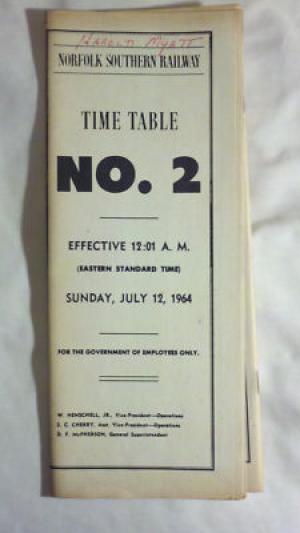 HAROLD MYATT
NORFOLK SOUTHERN RAILWAY
TIME TABLE
NO. 2
EFFECTIVE 12:01 A. M.
(EASTERN STANDARD TIME)
SUNDAY, JULY 12, 1964
FOR THE GOVERNMENT OF EMPLOYEES ONLY.
W. HENSCHELL, JR., Vice-President—Operations
S. C. CHERRY, Asst. Vice-President—Operations
D. F. McPHERSON, General Superintendent